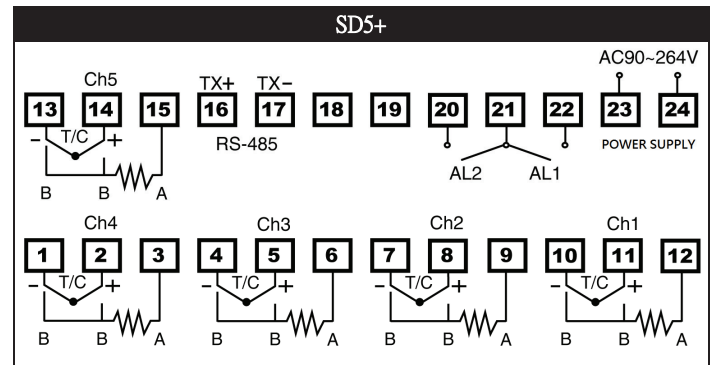 SD5+
AC90~264V
Ch5 TX+ TX−
13 14 15 16 17 18 19 20 21 22 23 24
− T/C + RS-485 POWER SUPPLY
AL2 AL1
B B A
Ch4 Ch3 Ch2 Ch1
1 2 3 4 5 6 7 8 9 10 11 12
− T/C + − T/C + − T/C + − T/C +
B B A B B A B B A B B A